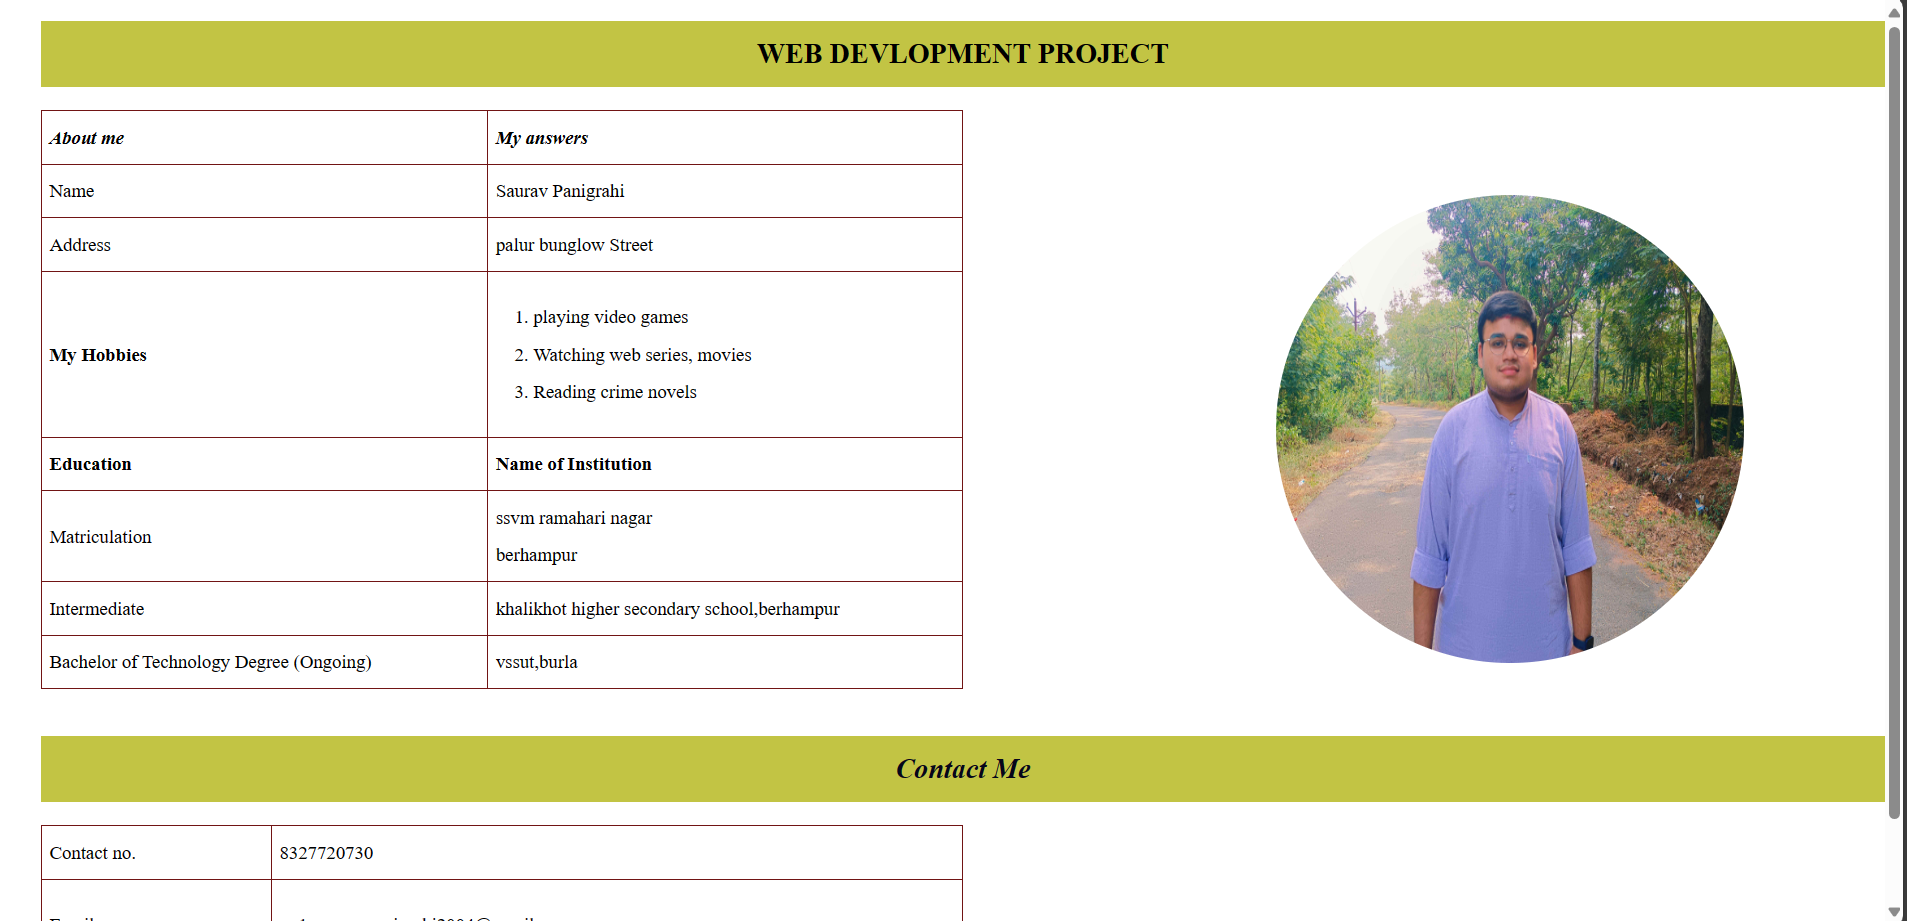 WEB DEVLOPMENT PROJECT
About me My answers
Name Saurav Panigrahi
Address palur bunglow Street
My Hobbies
1. playing video games
2. Watching web series, movies
3. Reading crime novels
Education Name of Institution
Matriculation
ssvm ramahari nagar
berhampur
Intermediate khalikhot higher secondary school,berhampur
Bachelor of Technology Degree (Ongoing) vssut,burla
Contact Me
Contact no. 8327720730